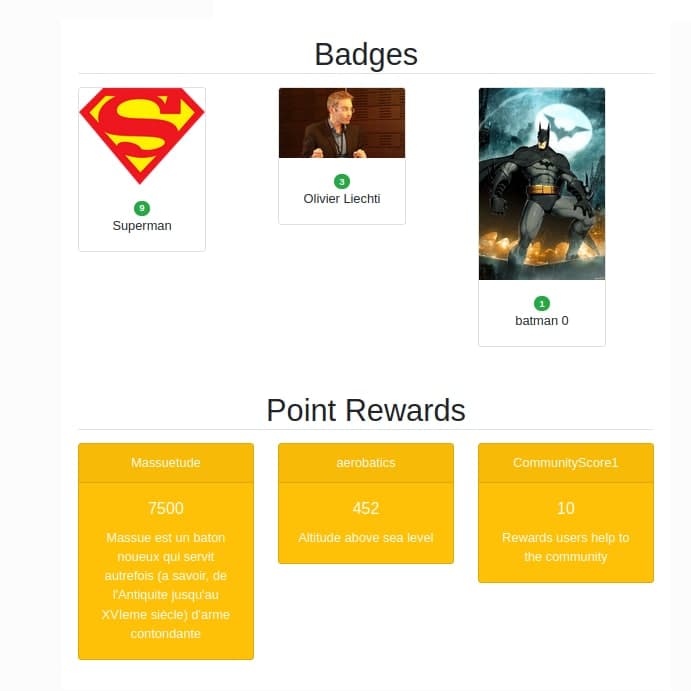 Badges
S
9
Superman
3
Olivier Liechti
1
batman 0
Point Rewards
Massuetude
7500
Massue est un baton
noueux qui servit
autrefois (a savoir, de
l'Antiquite jusqu'au
XVIeme siècle) d'arme
contondante
aerobatics
452
Altitude above sea level
CommunityScore1
10
Rewards users help to
the community